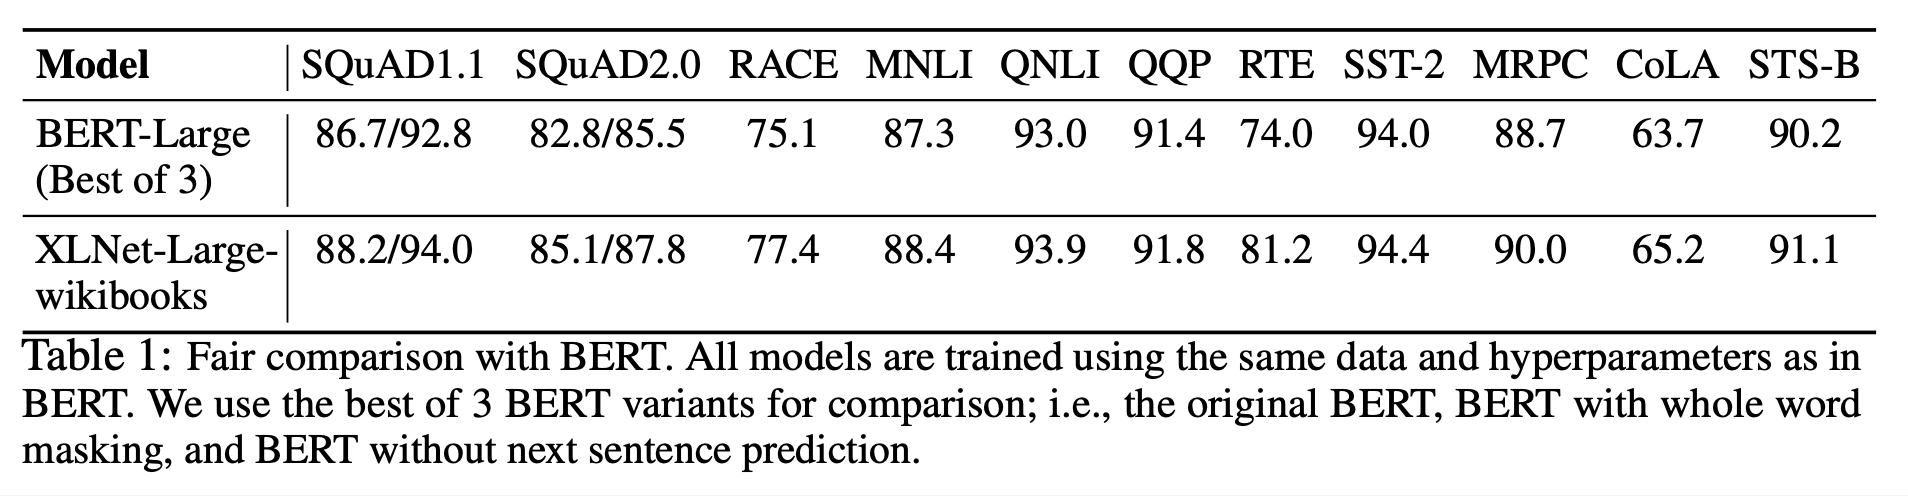 Model SQuAD1.1 SQuAD2.0 RACE MNLI QNLI QQP RTE SST-2 MRPC CoLA STS-B
BERT-Large 86.7/92.8 82.8/85.5 75.1 87.3 93.0 91.4 74.0 94.0 88.7 63.7 90.2
(Best of 3)
XLNet-Large- 88.2/94.0 85.1/87.8 77.4 88.4 93.9 91.8 81.2 94.4 90.0 65.2 91.1
wikibooks
Table 1: Fair comparison with BERT. All models are trained using the same data and hyperparameters as in
BERT. We use the best of 3 BERT variants for comparison; i.e., the original BERT, BERT with whole word
masking, and BERT without next sentence prediction.